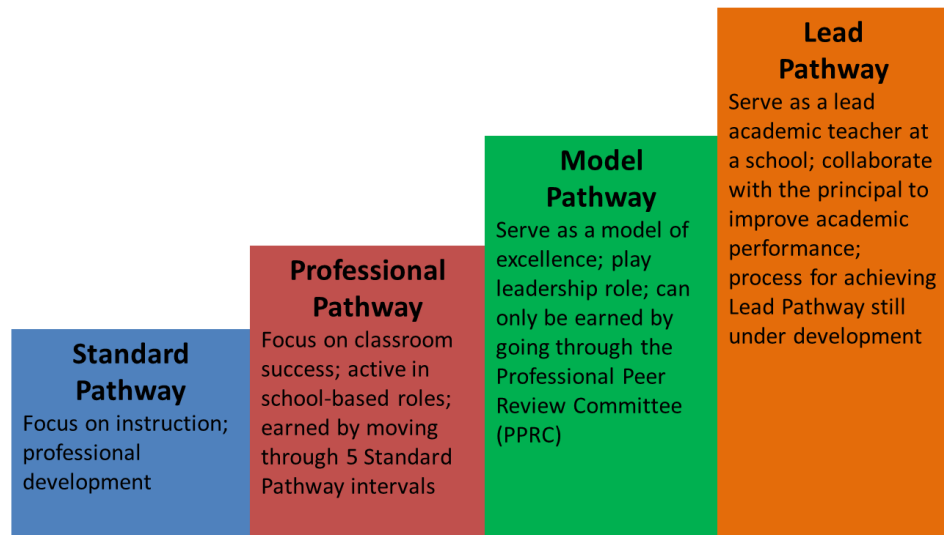 Standard
Pathway
Focus on instruction;
professional
development
Professional
Pathway
Focus on classroom
success; active in
school-based roles;
earned by moving
through 5 Standard
Pathway intervals
Model
Pathway
Serve as a model of
excellence; play
leadership role; can
only be earned by
going through the
Professional Peer
Review Committee
(PPRC)
Lead
Pathway
Serve as a lead
academic teacher at
a school; collaborate
with the principal to
improve academic
performance;
process for achieving
Lead Pathway still
under development